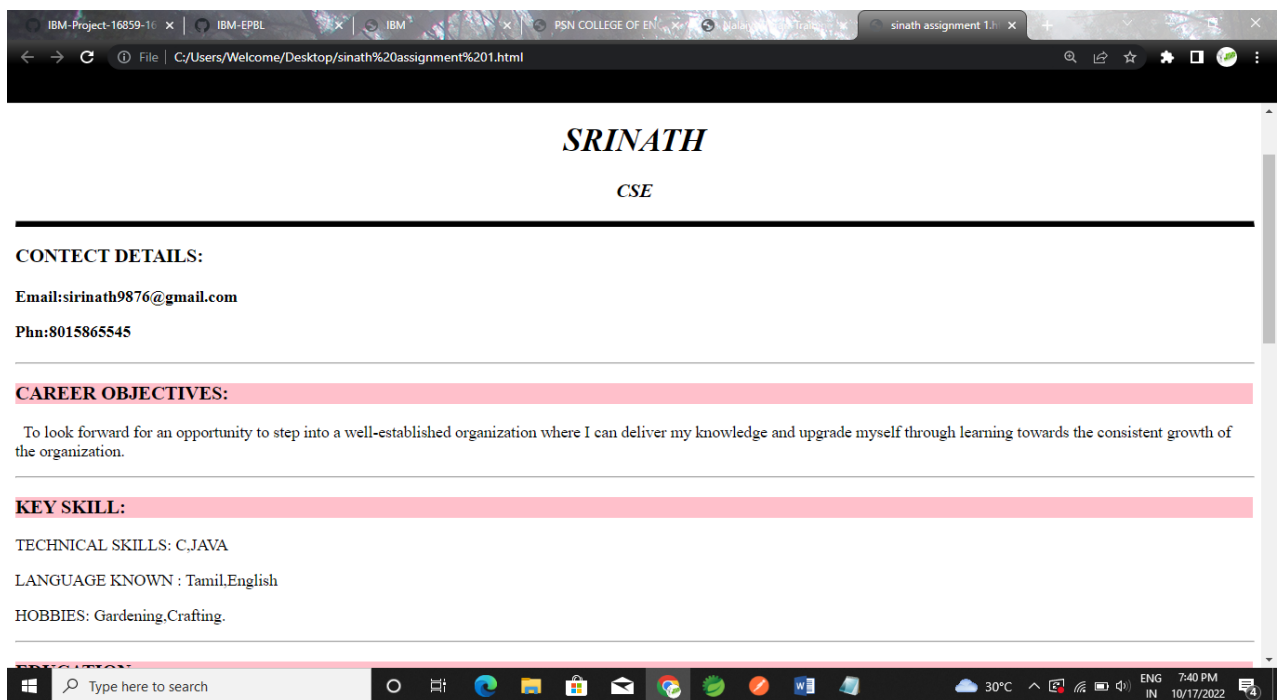 IBM-Project-16859-16
IBM-EPBL
IBM
PSN COLLEGE OF EN
sinath assignment 1.h
File | C:/Users/Welcome/Desktop/sinath%20assignment%201.html
SRINATH
CSE
CONTECT DETAILS:
Email:sirinath9876@gmail.com
Phn:8015865545
CAREER OBJECTIVES:
To look forward for an opportunity to step into a well-established organization where I can deliver my knowledge and upgrade myself through learning towards the consistent growth of
the organization.
KEY SKILL:
TECHNICAL SKILLS: C,JAVA
LANGUAGE KNOWN : Tamil,English
HOBBIES: Gardening,Crafting.
EDUCATION
Type here to search
30°C
ENG
IN
7:40 PM
10/17/2022
4